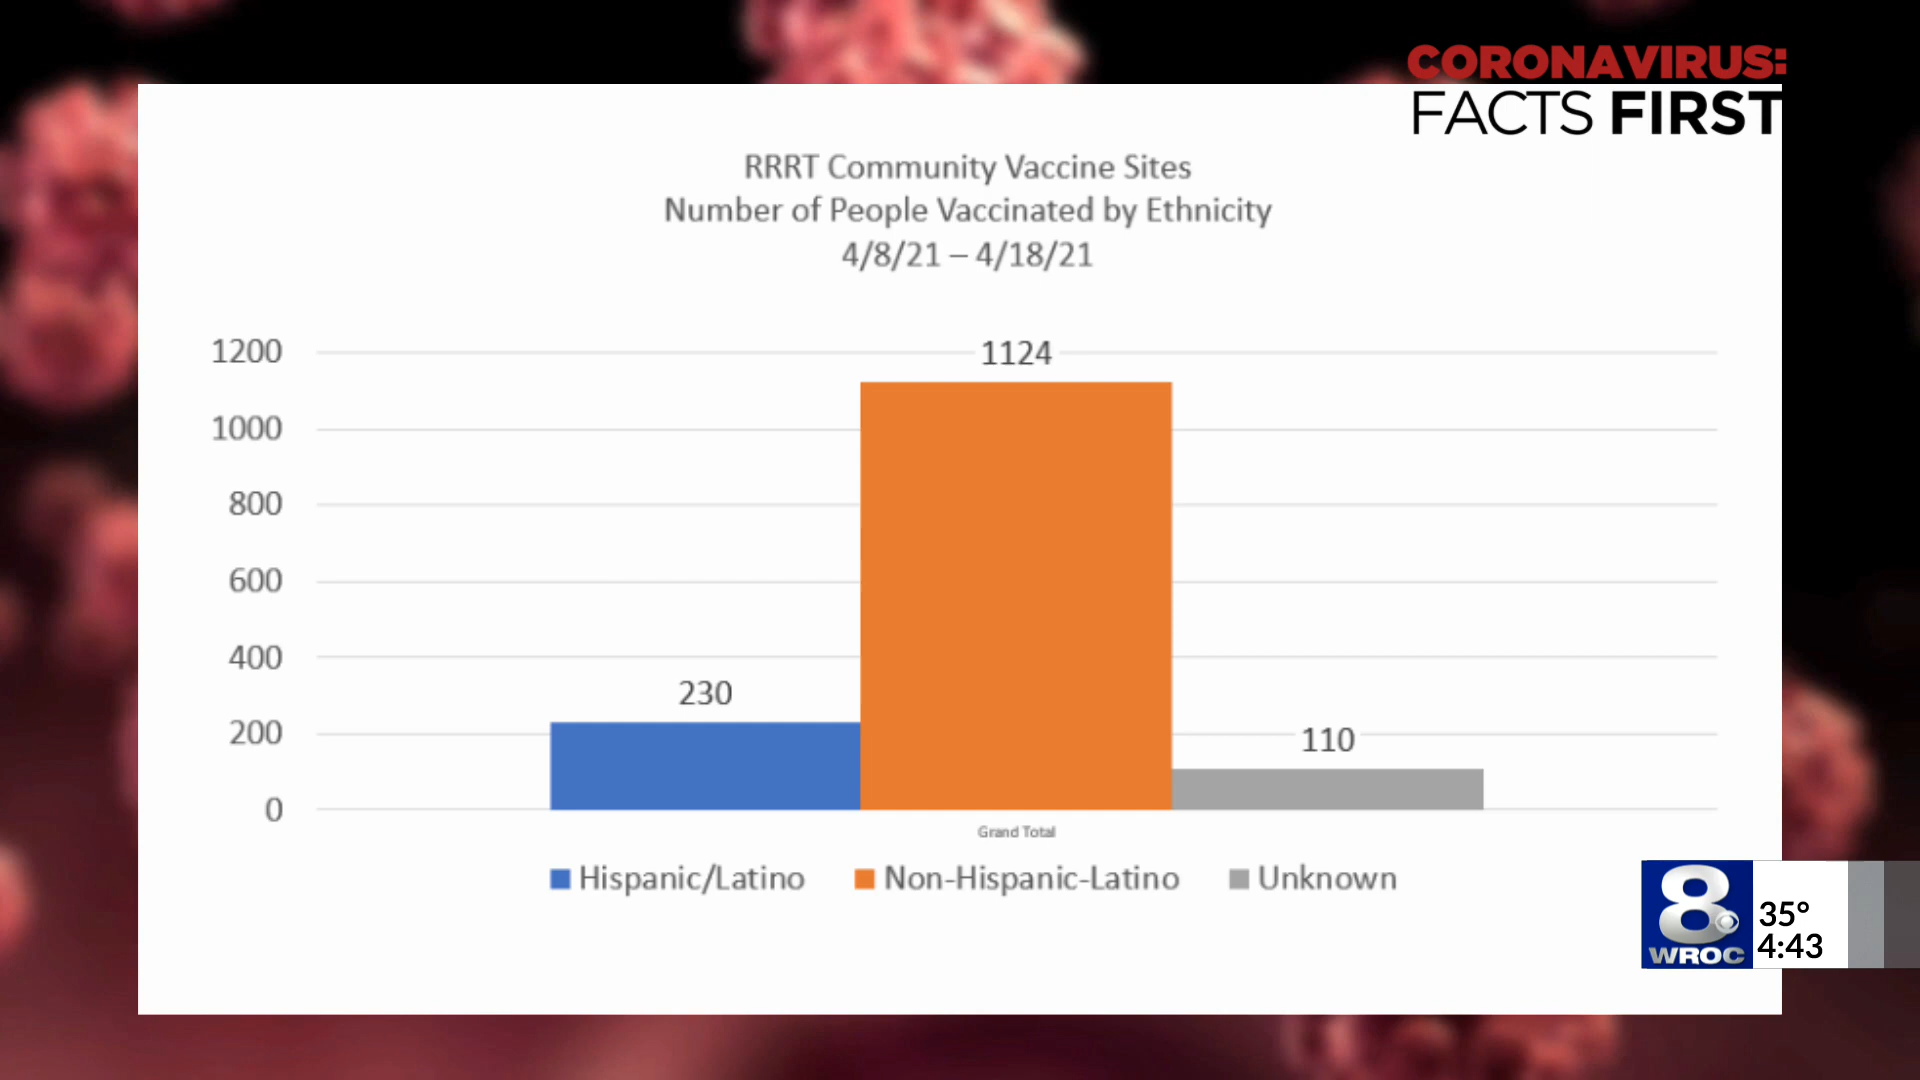 CORONAVIRUS:
FACTS FIRST
RRRT Community Vaccine Sites
Number of People Vaccinated by Ethnicity
4/8/21 – 4/18/21
1200
1000
800
600
400
200
0
1124
230
110
Grand Total
Hispanic/Latino
Non-Hispanic-Latino
Unknown
8
WROC
35°
4:43